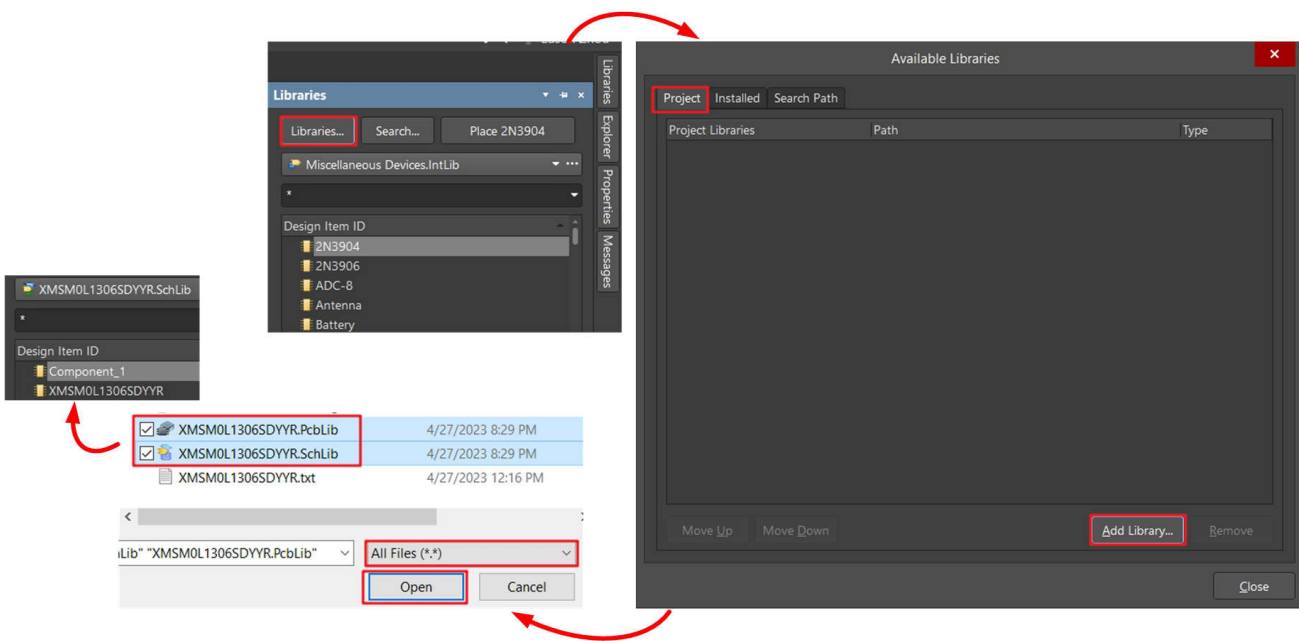 Libraries
Libraries...
Search...
Place 2N3904
Miscellaneous Devices.IntLib
*
Design Item ID
2N3904
2N3906
ADC-8
Antenna
Battery
Libraries
Explorer
Properties
Messages
Available Libraries
Project
Installed
Search Path
Project Libraries
Path
Type
Move Up
Move Down
Add Library...
Remove
Close
XMSM0L1306SDYYR.SchLib
*
Design Item ID
Component_1
XMSM0L1306SDYYR
XMSM0L1306SDYYR.PcbLib 4/27/2023 8:29 PM
XMSM0L1306SDYYR.SchLib 4/27/2023 8:29 PM
XMSM0L1306SDYYR.txt 4/27/2023 12:16 PM
"XMSM0L1306SDYYR.PcbLib"
All Files (*.*)
Open
Cancel